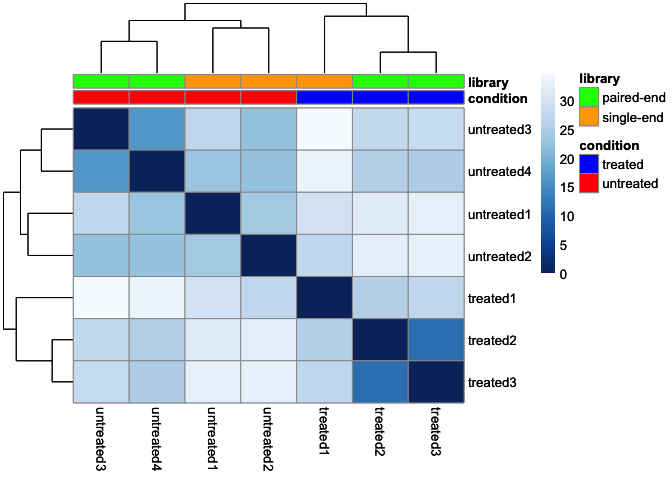 library
condition
untreated3
untreated4
untreated1
untreated2
treated1
treated2
treated3
untreated3
untreated4
untreated1
untreated2
treated1
treated2
treated3
30
25
20
15
10
5
0
library
paired-end
single-end
condition
treated
untreated